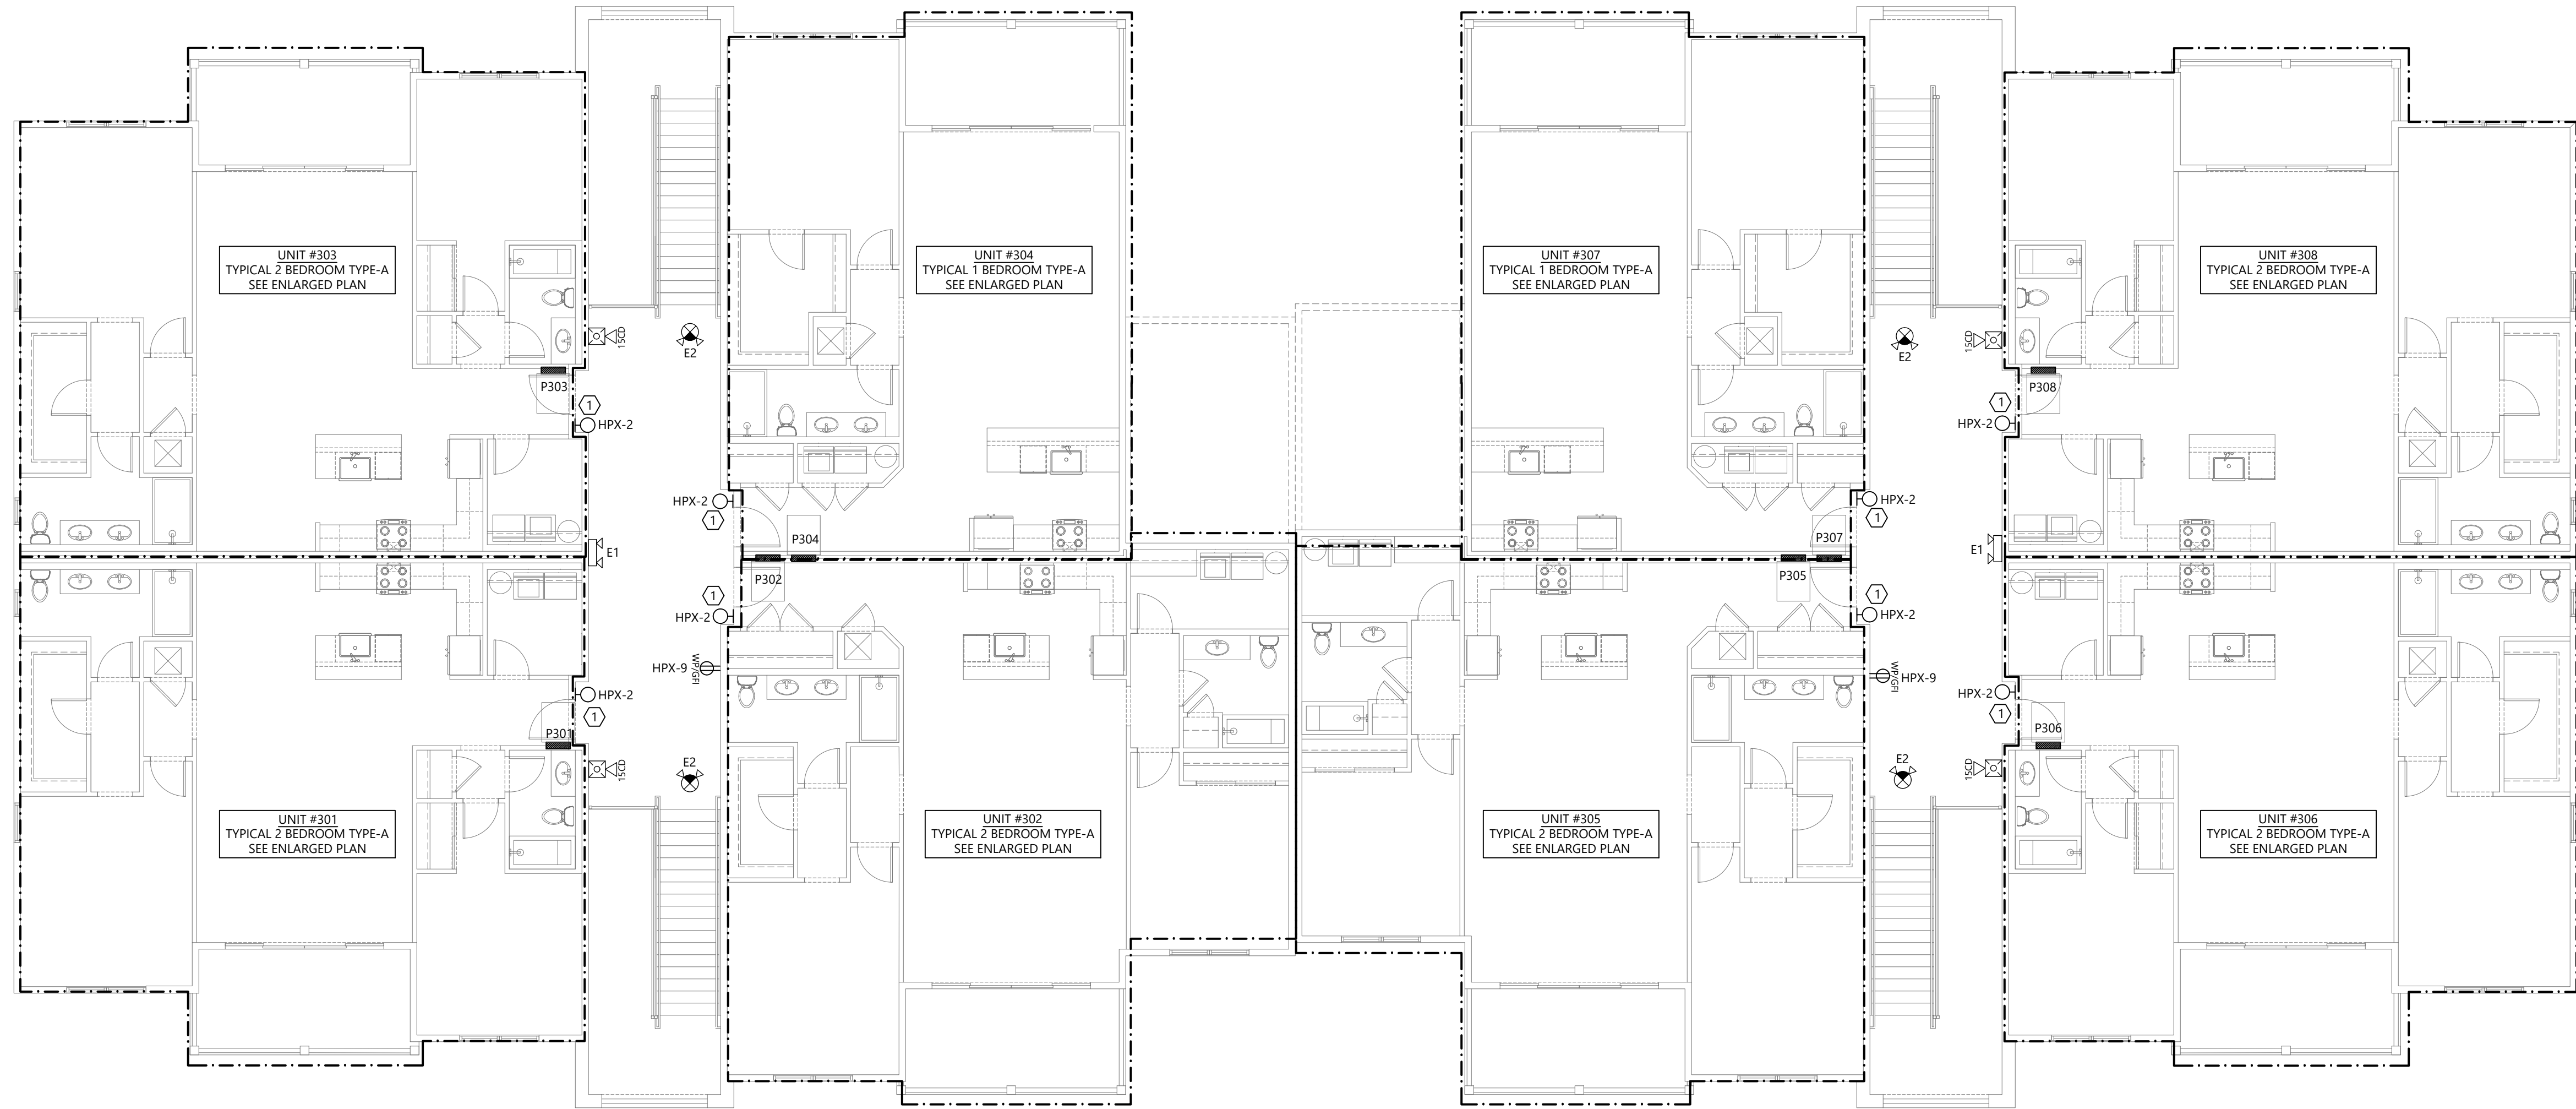 UNIT #303
TYPICAL 2 BEDROOM TYPE-A
SEE ENLARGED PLAN
UNIT #304
TYPICAL 1 BEDROOM TYPE-A
SEE ENLARGED PLAN
UNIT #307
TYPICAL 1 BEDROOM TYPE-A
SEE ENLARGED PLAN
UNIT #308
TYPICAL 2 BEDROOM TYPE-A
SEE ENLARGED PLAN
15CD
E2
E2
15CD
P303
P308
1
HPX-2
1
HPX-2
HPX-2
1
HPX-2
1
P304
P307
E1
E1
P302
P305
1
HPX-2
1
HPX-2
HPX-9
WP/GFI
WP/GFI
HPX-9
HPX-2
1
HPX-2
1
P301
P306
15CD
E2
E2
15CD
UNIT #301
TYPICAL 2 BEDROOM TYPE-A
SEE ENLARGED PLAN
UNIT #302
TYPICAL 2 BEDROOM TYPE-A
SEE ENLARGED PLAN
UNIT #305
TYPICAL 2 BEDROOM TYPE-A
SEE ENLARGED PLAN
UNIT #306
TYPICAL 2 BEDROOM TYPE-A
SEE ENLARGED PLAN